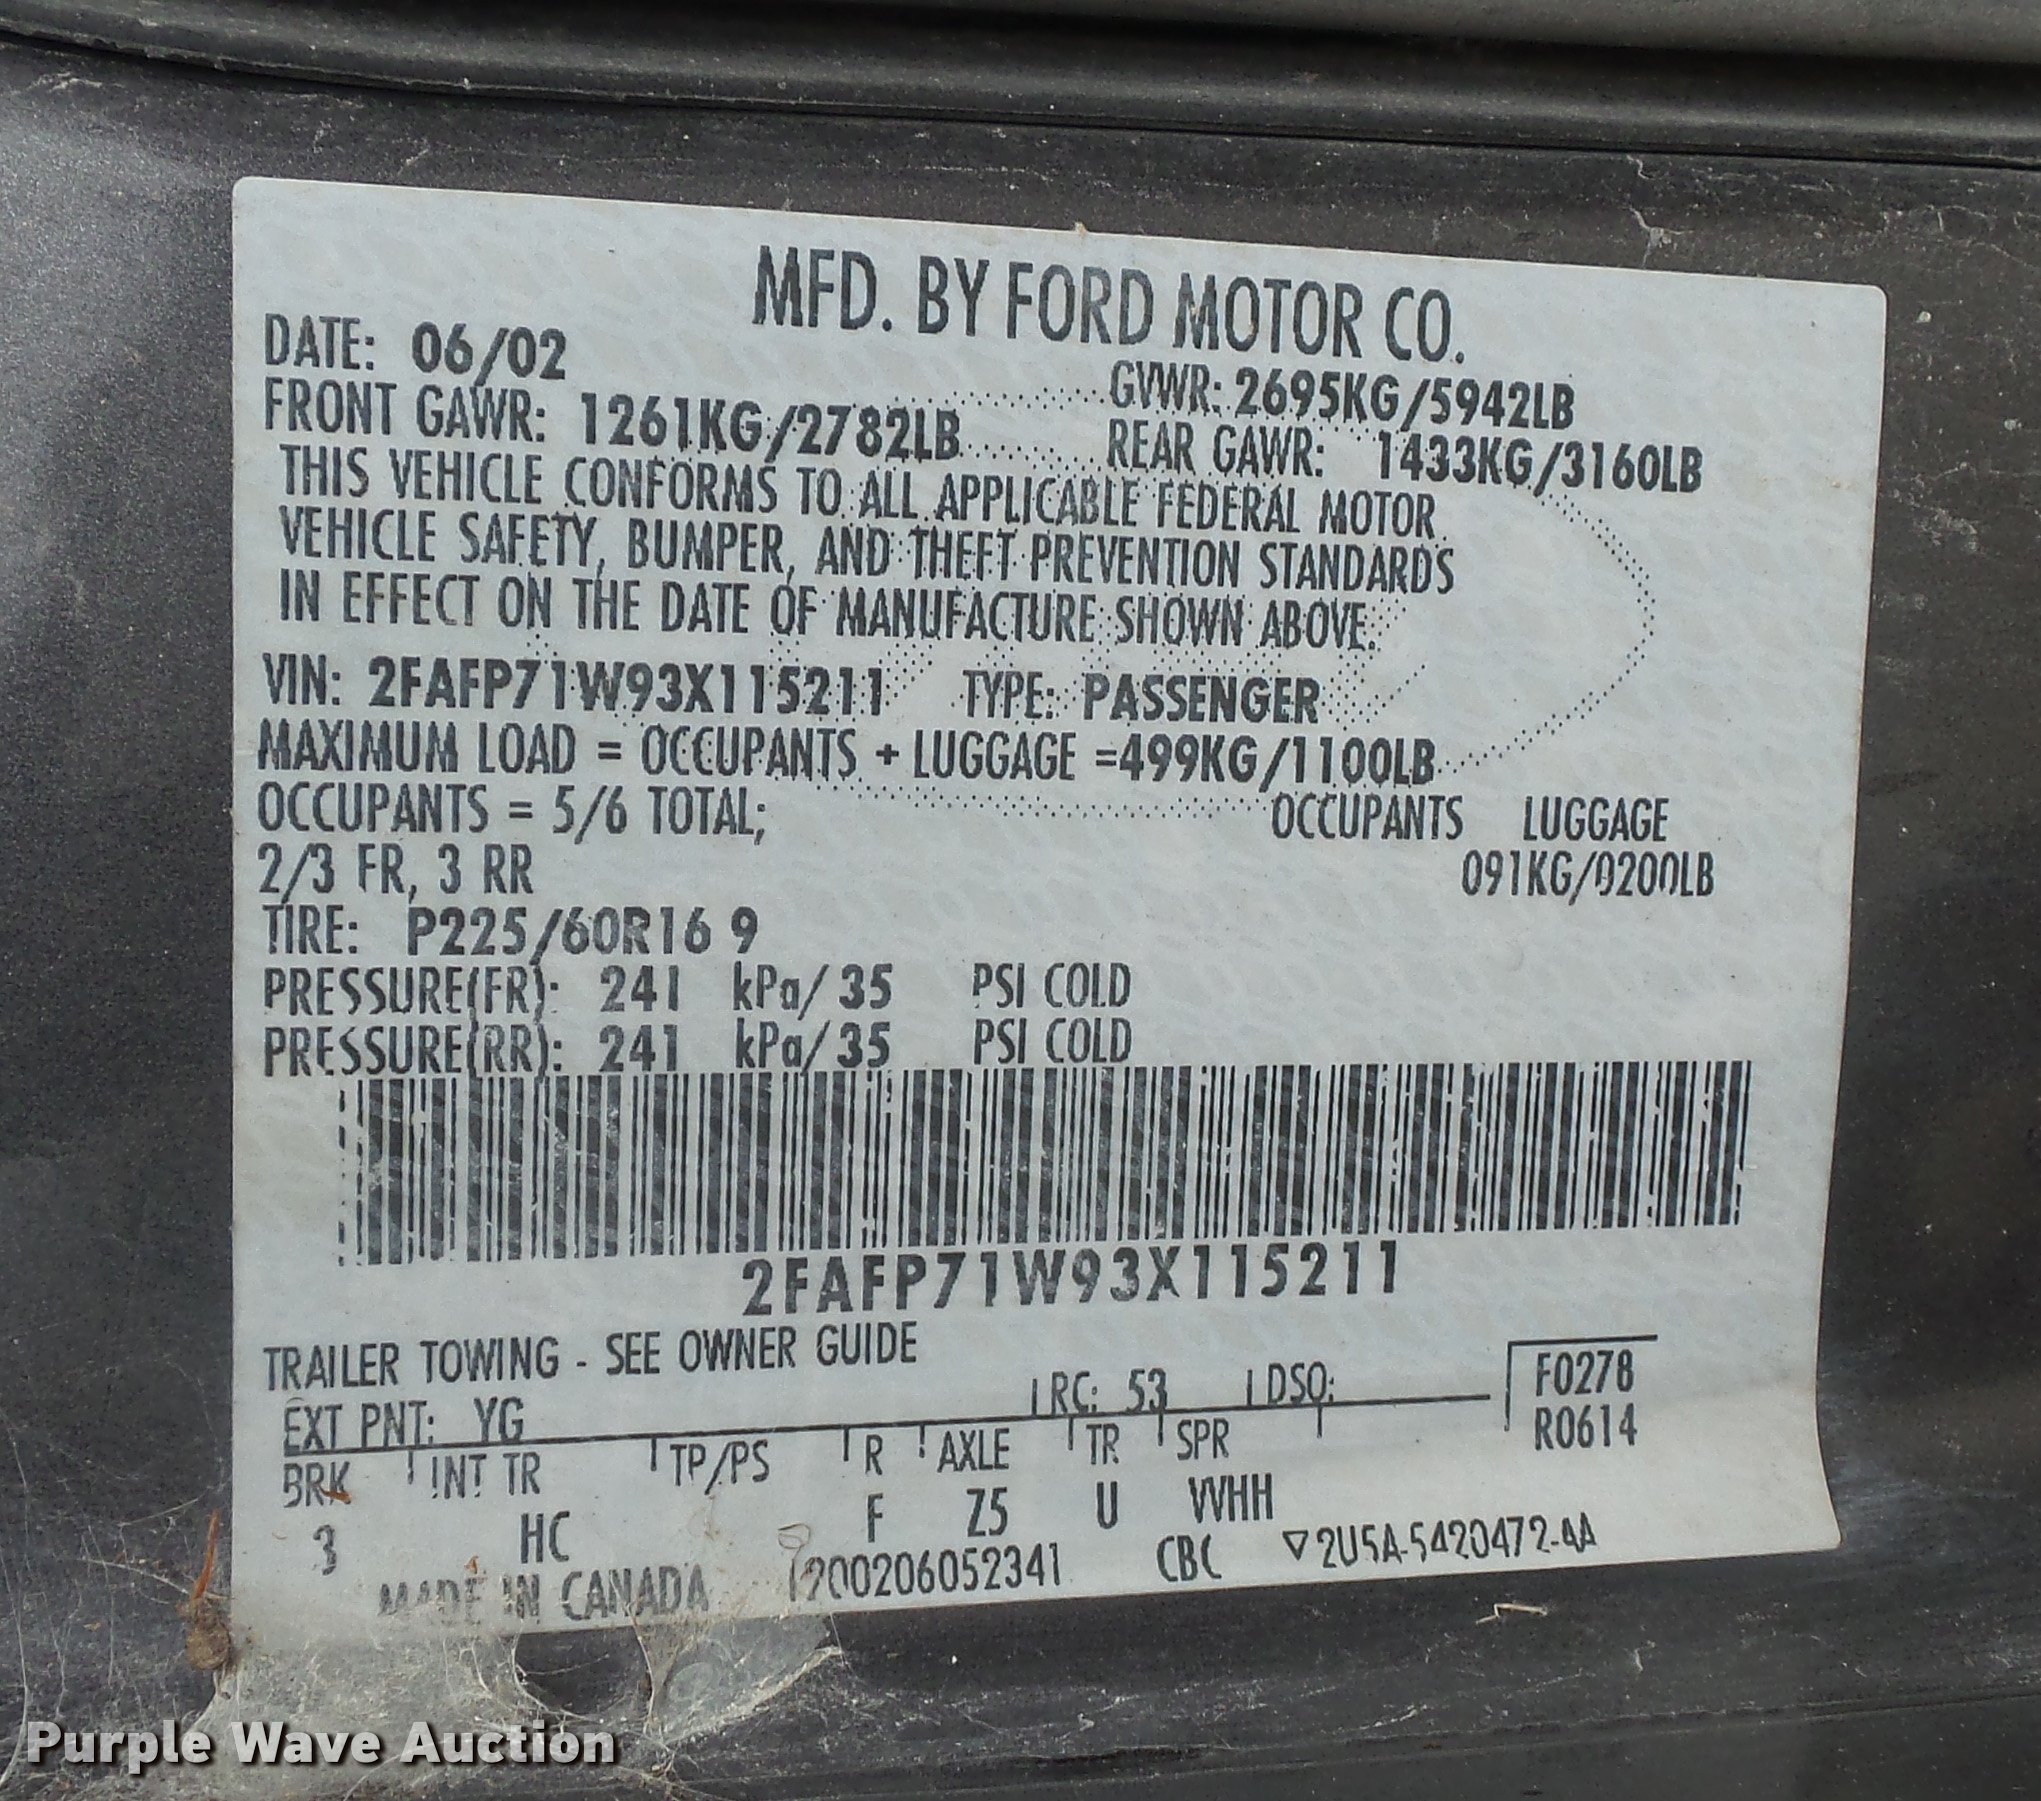 MFD. BY FORD MOTOR CO.
DATE: 06/02
GVWR: 2695KG/5942LB
FRONT GAWR: 1261KG/2782LB
REAR GAWR: 1433KG/3160LB
THIS VEHICLE CONFORMS TO ALL APPLICABLE FEDERAL MOTOR
VEHICLE SAFETY, BUMPER, AND THEFT PREVENTION STANDARDS
IN EFFECT ON THE DATE OF MANUFACTURE SHOWN ABOVE.
VIN: 2FAFP71W93X115211 TYPE: PASSENGER
MAXIMUM LOAD = OCCUPANTS + LUGGAGE =499KG/1100LB
OCCUPANTS = 5/6 TOTAL; OCCUPANTS LUGGAGE
2/3 FR, 3 RR 091KG/0200LB
TIRE: P225/60R16 9
PRESSURE(FR): 241 kPa/ 35 PSI COLD
PRESSURE(RR): 241 kPa/ 35 PSI COLD
2FAFP71W93X115211
TRAILER TOWING - SEE OWNER GUIDE
EXT PNT: YG RC: 53 DSO: F0278
BRK INT TR TP/PS R AXLE TR SPR R0614
3 HC F Z5 U VVHH
MADE IN CANADA 200206052341 CBC ▽2U5A-5420472-AA
Purple Wave Auction